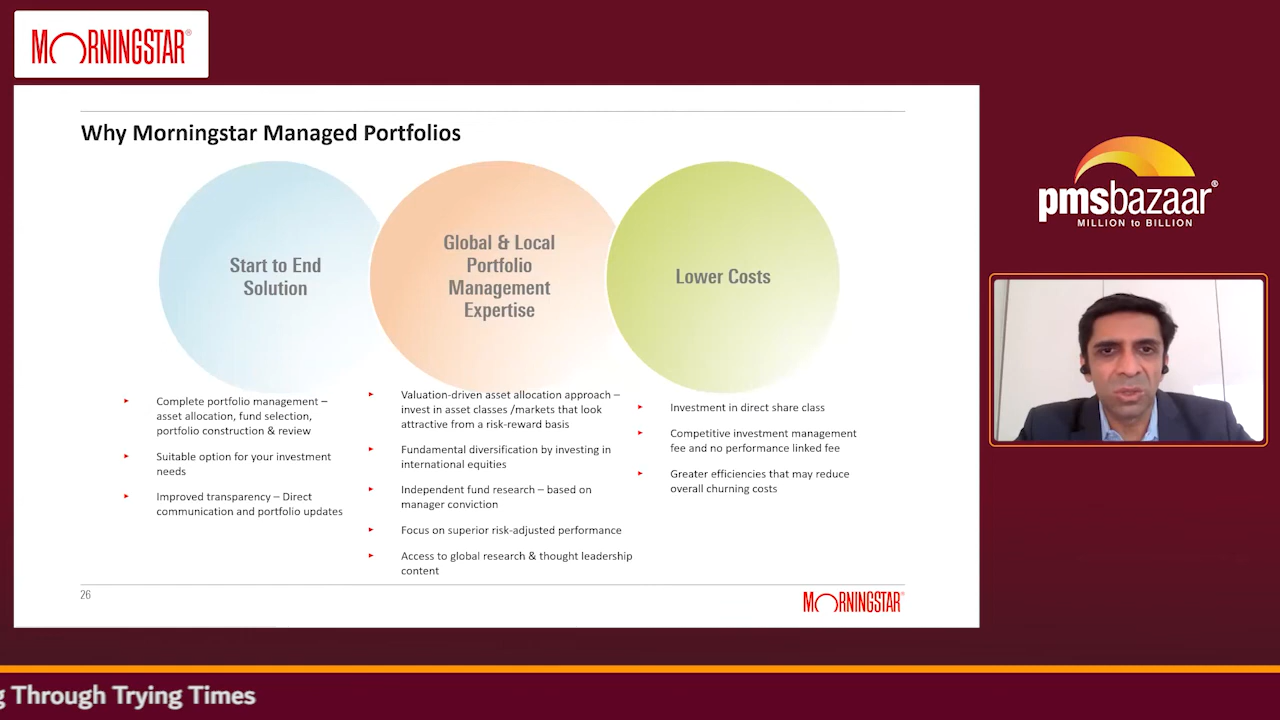 MORNINGSTAR®
Why Morningstar Managed Portfolios
Start to End
Solution
Global & Local
Portfolio
Management
Expertise
Lower Costs
Complete portfolio management –
asset allocation, fund selection,
portfolio construction & review
Suitable option for your investment
needs
Improved transparency – Direct
communication and portfolio updates
Valuation-driven asset allocation approach –
invest in asset classes /markets that look
attractive from a risk-reward basis
Fundamental diversification by investing in
international equities
Independent fund research – based on
manager conviction
Focus on superior risk-adjusted performance
Access to global research & thought leadership
content
Investment in direct share class
Competitive investment management
fee and no performance linked fee
Greater efficiencies that may reduce
overall churning costs
26
MORNINGSTAR®
pmsbazaar®
MILLION to BILLION
g Through Trying Times